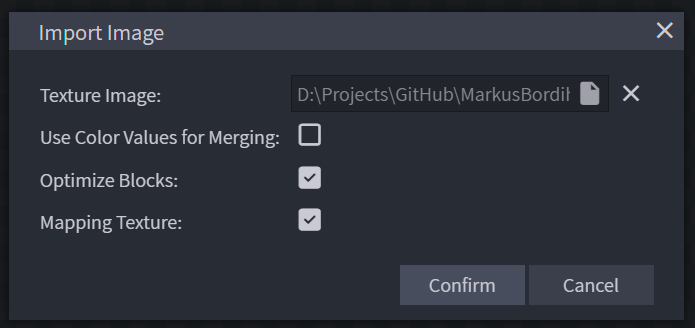 Import Image
Texture Image: D:\Projects\GitHub\MarkusBordih
Use Color Values for Merging:
Optimize Blocks:
Mapping Texture:
Confirm Cancel